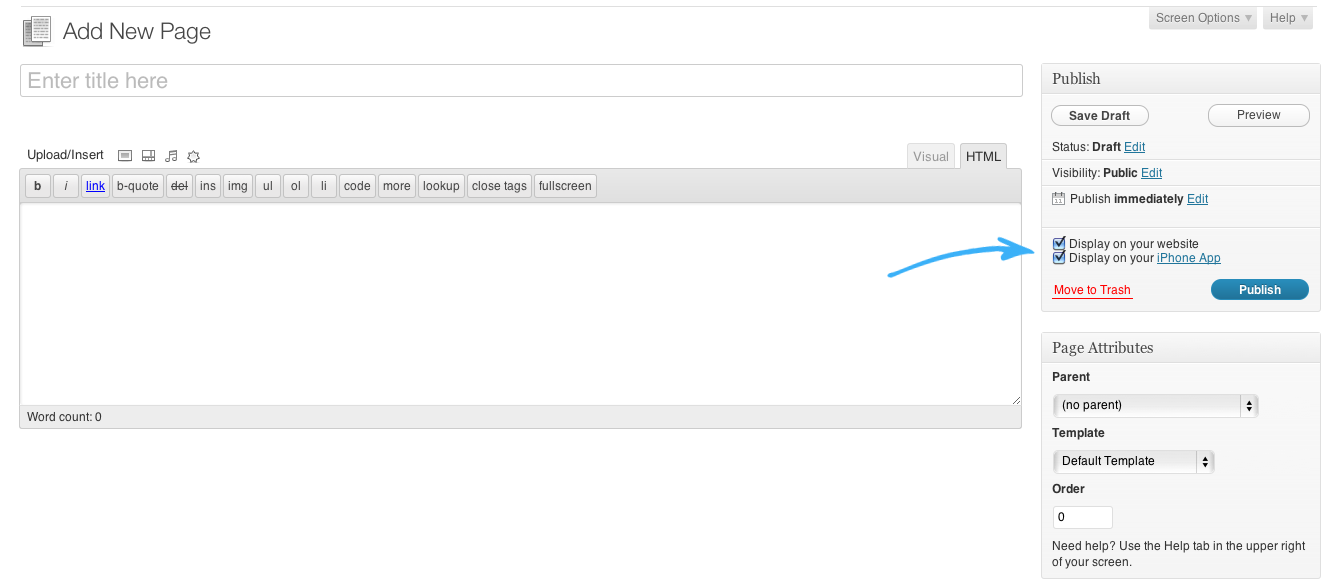 Screen Options Help
Add New Page
Enter title here
Upload/Insert
Visual HTML
b i link b-quote del ins img ul ol li code more lookup close tags fullscreen
Word count: 0
Publish
Save Draft Preview
Status: Draft Edit
Visibility: Public Edit
11 Publish immediately Edit
Display on your website
Display on your iPhone App
Move to Trash Publish
Page Attributes
Parent
(no parent)
Template
Default Template
Order
0
Need help? Use the Help tab in the upper right
of your screen.